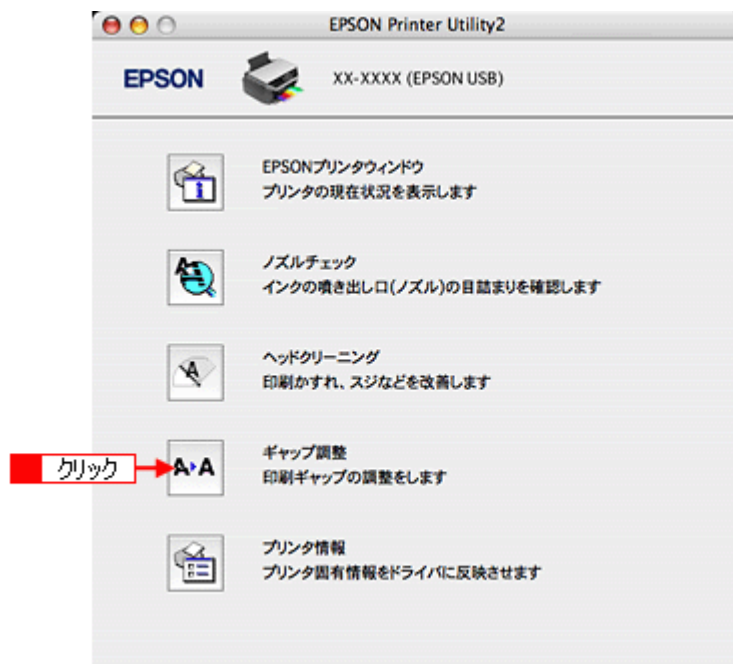 EPSON Printer Utility2
EPSON
XX-XXXX (EPSON USB)
EPSONプリンタウィンドウ
プリンタの現在状況を表示します
ノズルチェック
インクの噴き出し口(ノズル)の目詰まりを確認します
ヘッドクリーニング
印刷かすれ、スジなどを改善します
クリック
A▸A
ギャップ調整
印刷ギャップの調整をします
プリンタ情報
プリンタ固有情報をドライバに反映させます